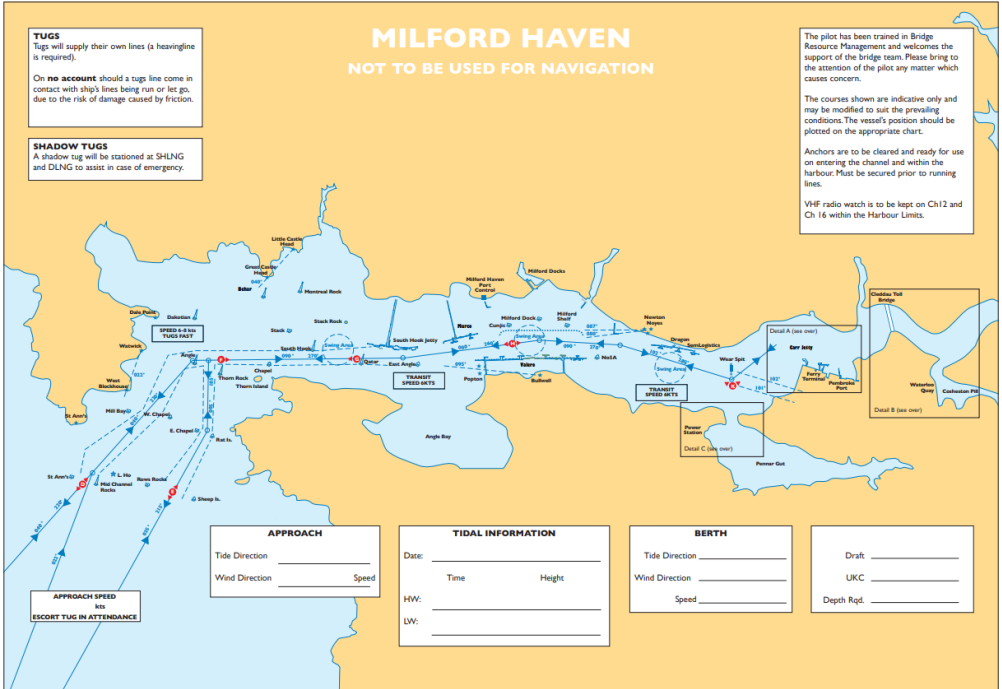 MILFORD HAVEN
NOT TO BE USED FOR NAVIGATION
TUGS
Tugs will supply their own lines (a heavingline
is required).
On no account should a tugs line come in
contact with ship's lines being run or let go,
due to the risk of damage caused by friction.
SHADOW TUGS
A shadow tug will be stationed at SHLNG
and DLNG to assist in case of emergency.
The pilot has been trained in Bridge
Resource Management and welcomes the
support of the bridge team. Please bring to
the attention of the pilot any matter which
causes concern.
The courses shown are indicative only and
may be modified to suit the prevailing
conditions. The vessel's position should be
plotted on the appropriate chart.
Anchors are to be cleared and ready for use
on entering the channel and within the
harbour. Must be secured prior to running
lines.
VHF radio watch is to be kept on Ch12 and
Ch 16 within the Harbour Limits.
Little Castle
Head
Great Castle
Head
040°
Montreal Rock
Milford Haven
Port
Control
Milford Docks
Cleddau Toll
Bridge
Dale Point
Dakotian
SPEED 6-8 kts
TUGS FAST
Watwick
West
Blockhouse
022°
Stack
Stack Rock
South Hook
Swing Area
South Hook Jetty
Milford Dock
Cunjic
Milford
Shelf
Newton
Noyes
Swing Area
Dragon
SemLogistics
Detail A (see over)
Carr Jetty
Angle
F
090°
270°
G
Chapel
Thorn Rock
Thorn Island
East Angle
TRANSIT
SPEED 6KTS
H
Valero
Popton
Bullwell
NoSA
Swing Area
Wear Spit
TRANSIT
SPEED 6KTS
Ferry
Terminal
Pembroke
Port
Waterloo
Quay
Cosheston Pill
Detail B (see over)
St Ann's
Mill Bay
W. Chapel
E. Chapel
Rat Is.
Angle Bay
Power
Station
Detail C (see over)
Pennar Gut
St Ann's
L. Ho
Mid Channel
Rocks
Rows Rocks
Sheep Is.
040°
022°
APPROACH SPEED
kts
ESCORT TUG IN ATTENDANCE
APPROACH
Tide Direction
Wind Direction Speed
TIDAL INFORMATION
Date:
Time Height
HW:
LW:
BERTH
Tide Direction
Wind Direction
Speed
Draft
UKC
Depth Rqd.